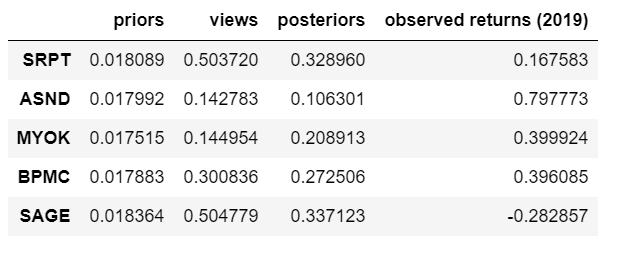 priors views posteriors observed returns (2019)
SRPT 0.018089 0.503720 0.328960 0.167583
ASND 0.017992 0.142783 0.106301 0.797773
MYOK 0.017515 0.144954 0.208913 0.399924
BPMC 0.017883 0.300836 0.272506 0.396085
SAGE 0.018364 0.504779 0.337123 -0.282857